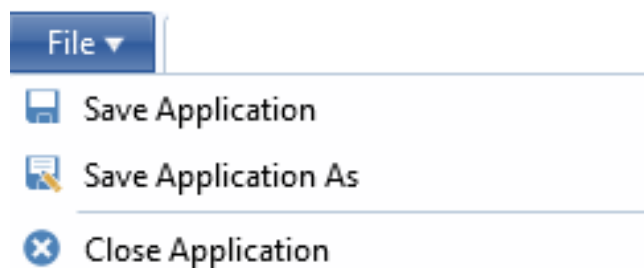 File
Save Application
Save Application As
Close Application